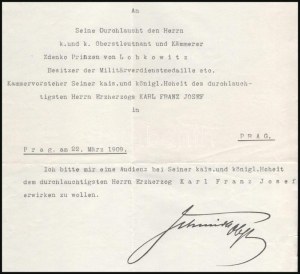 An
Seine Durchlaucht den Herrn
k.und k. Oberstleutnant und Kämmerer
Zdenko Prinzen von Lobkowitz
Besitzer der Militärverdienstmedaille etc.
Kammervorsteher Seiner kais.und königl.Hoheit des durchlauch-
tigsten Herrn Erzherzogs KARL FRANZ JOSEF
in
PRAG.
Prag,am 22. März 1909.
Ich bitte mir eine Audienz bei Seiner kais.und königl.Hoheit
dem durchlauchtigsten Herrn Erzherzog Karl Franz Josef
erwirken zu wollen.